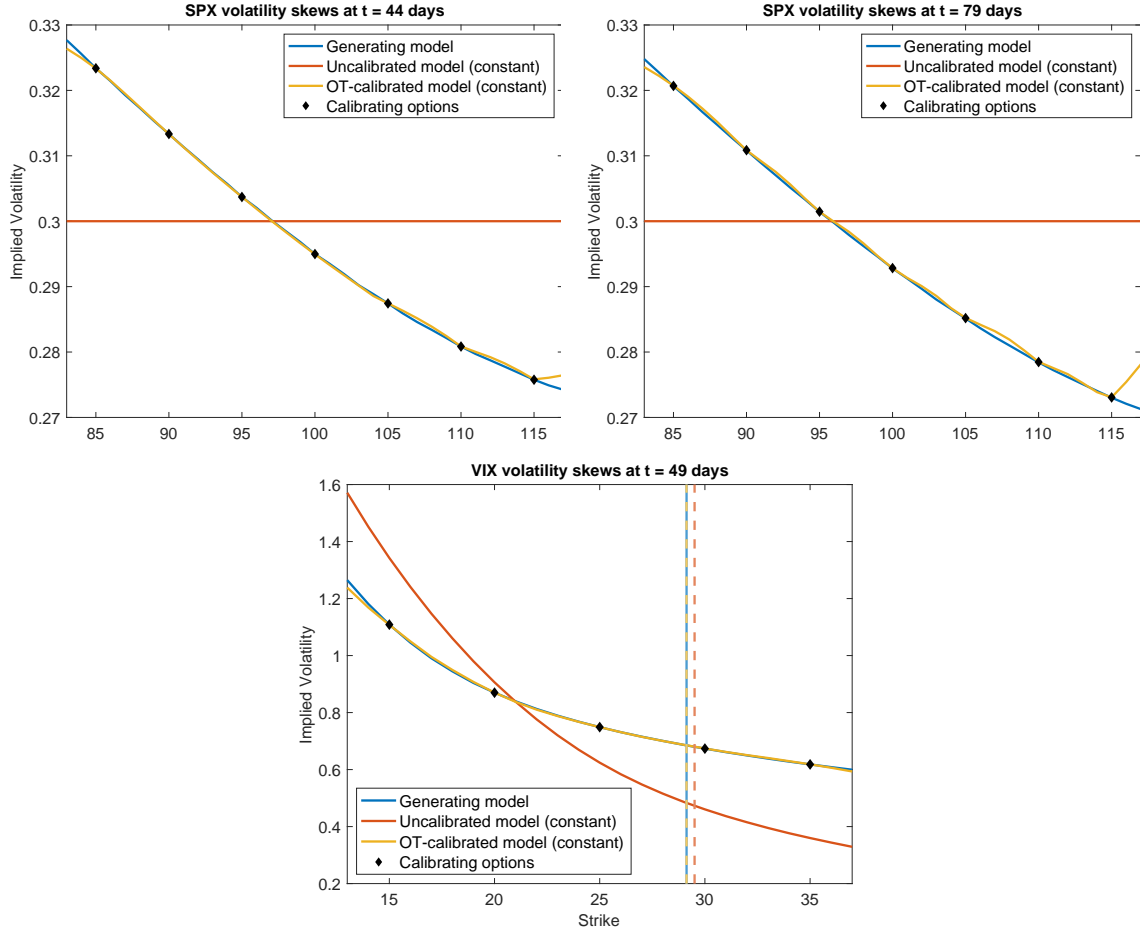 SPX volatility skews at t = 44 days
0.33
0.32
0.31
0.3
0.29
0.28
0.27
Implied Volatility
Generating model
Uncalibrated model (constant)
OT-calibrated model (constant)
Calibrating options
85 90 95 100 105 110 115
SPX volatility skews at t = 79 days
0.33
0.32
0.31
0.3
0.29
0.28
0.27
Implied Volatility
Generating model
Uncalibrated model (constant)
OT-calibrated model (constant)
Calibrating options
85 90 95 100 105 110 115
VIX volatility skews at t = 49 days
1.6
1.4
1.2
1
0.8
0.6
0.4
0.2
Implied Volatility
Generating model
Uncalibrated model (constant)
OT-calibrated model (constant)
Calibrating options
15 20 25 30 35
Strike